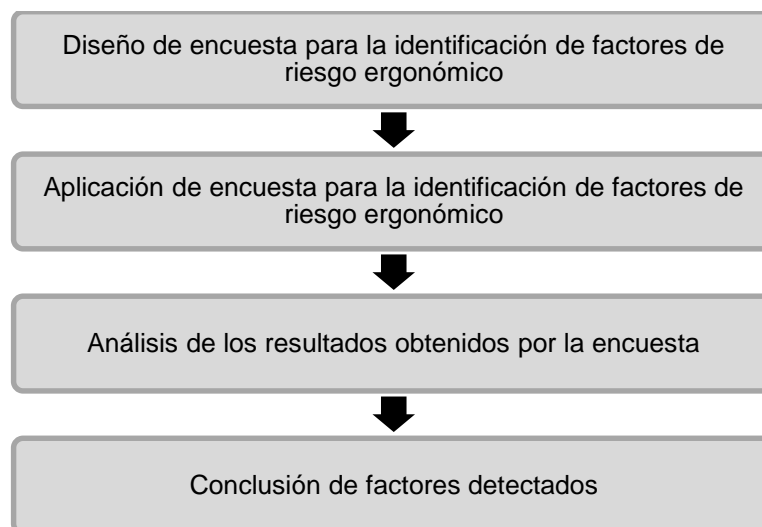 Diseño de encuesta para la identificación de factores de
riesgo ergonómico
Aplicación de encuesta para la identificación de factores de
riesgo ergonómico
Análisis de los resultados obtenidos por la encuesta
Conclusión de factores detectados